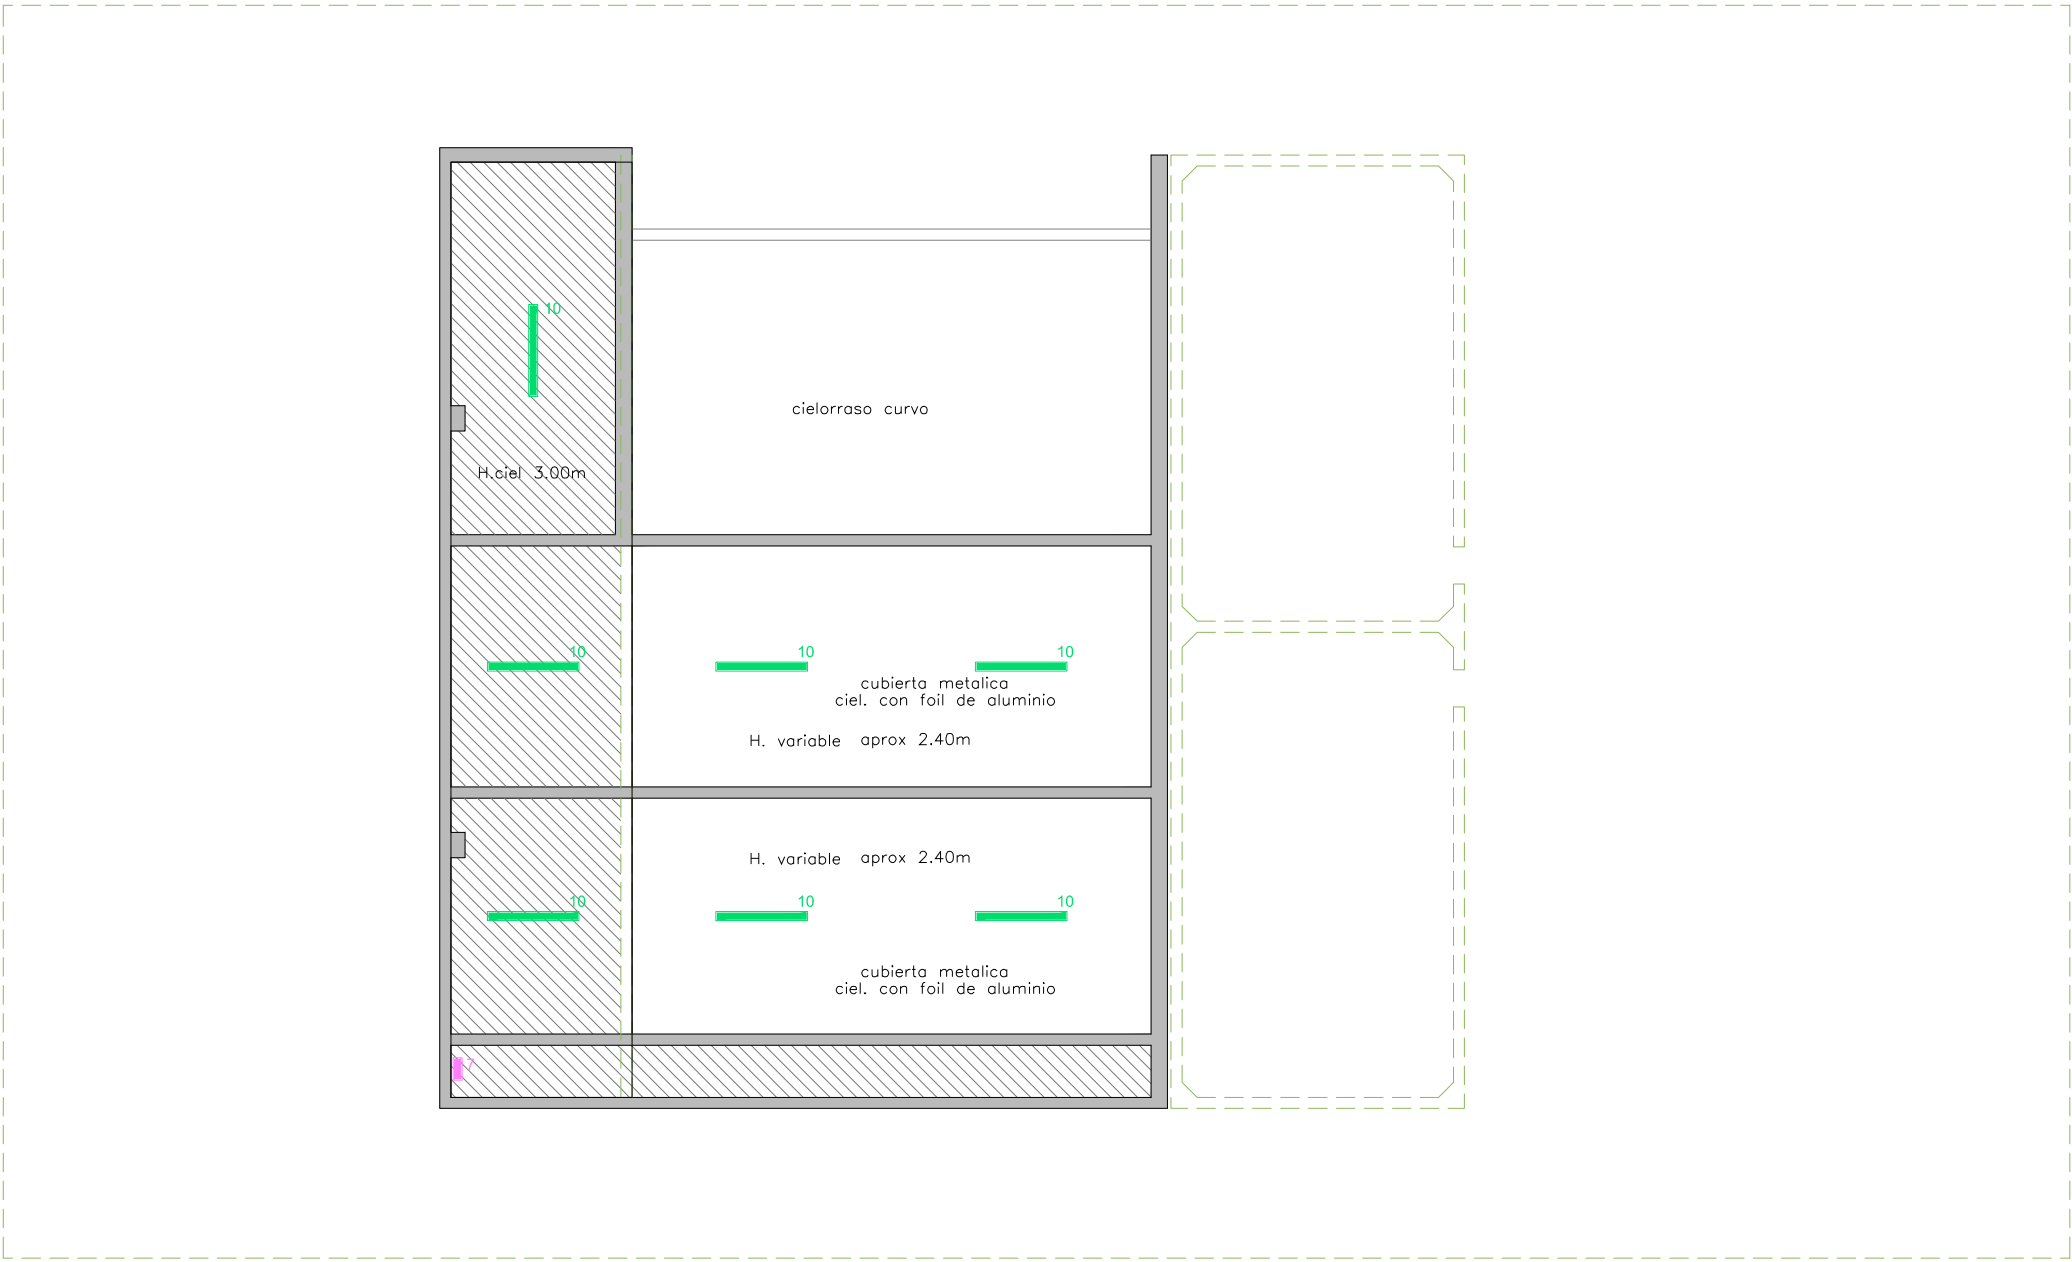 10
cielorraso curvo
H.ciel 3.00m
10
10
10
cubierta metalica
ciel. con foil de aluminio
H. variable aprox 2.40m
H. variable aprox 2.40m
10
10
10
cubierta metalica
ciel. con foil de aluminio
7